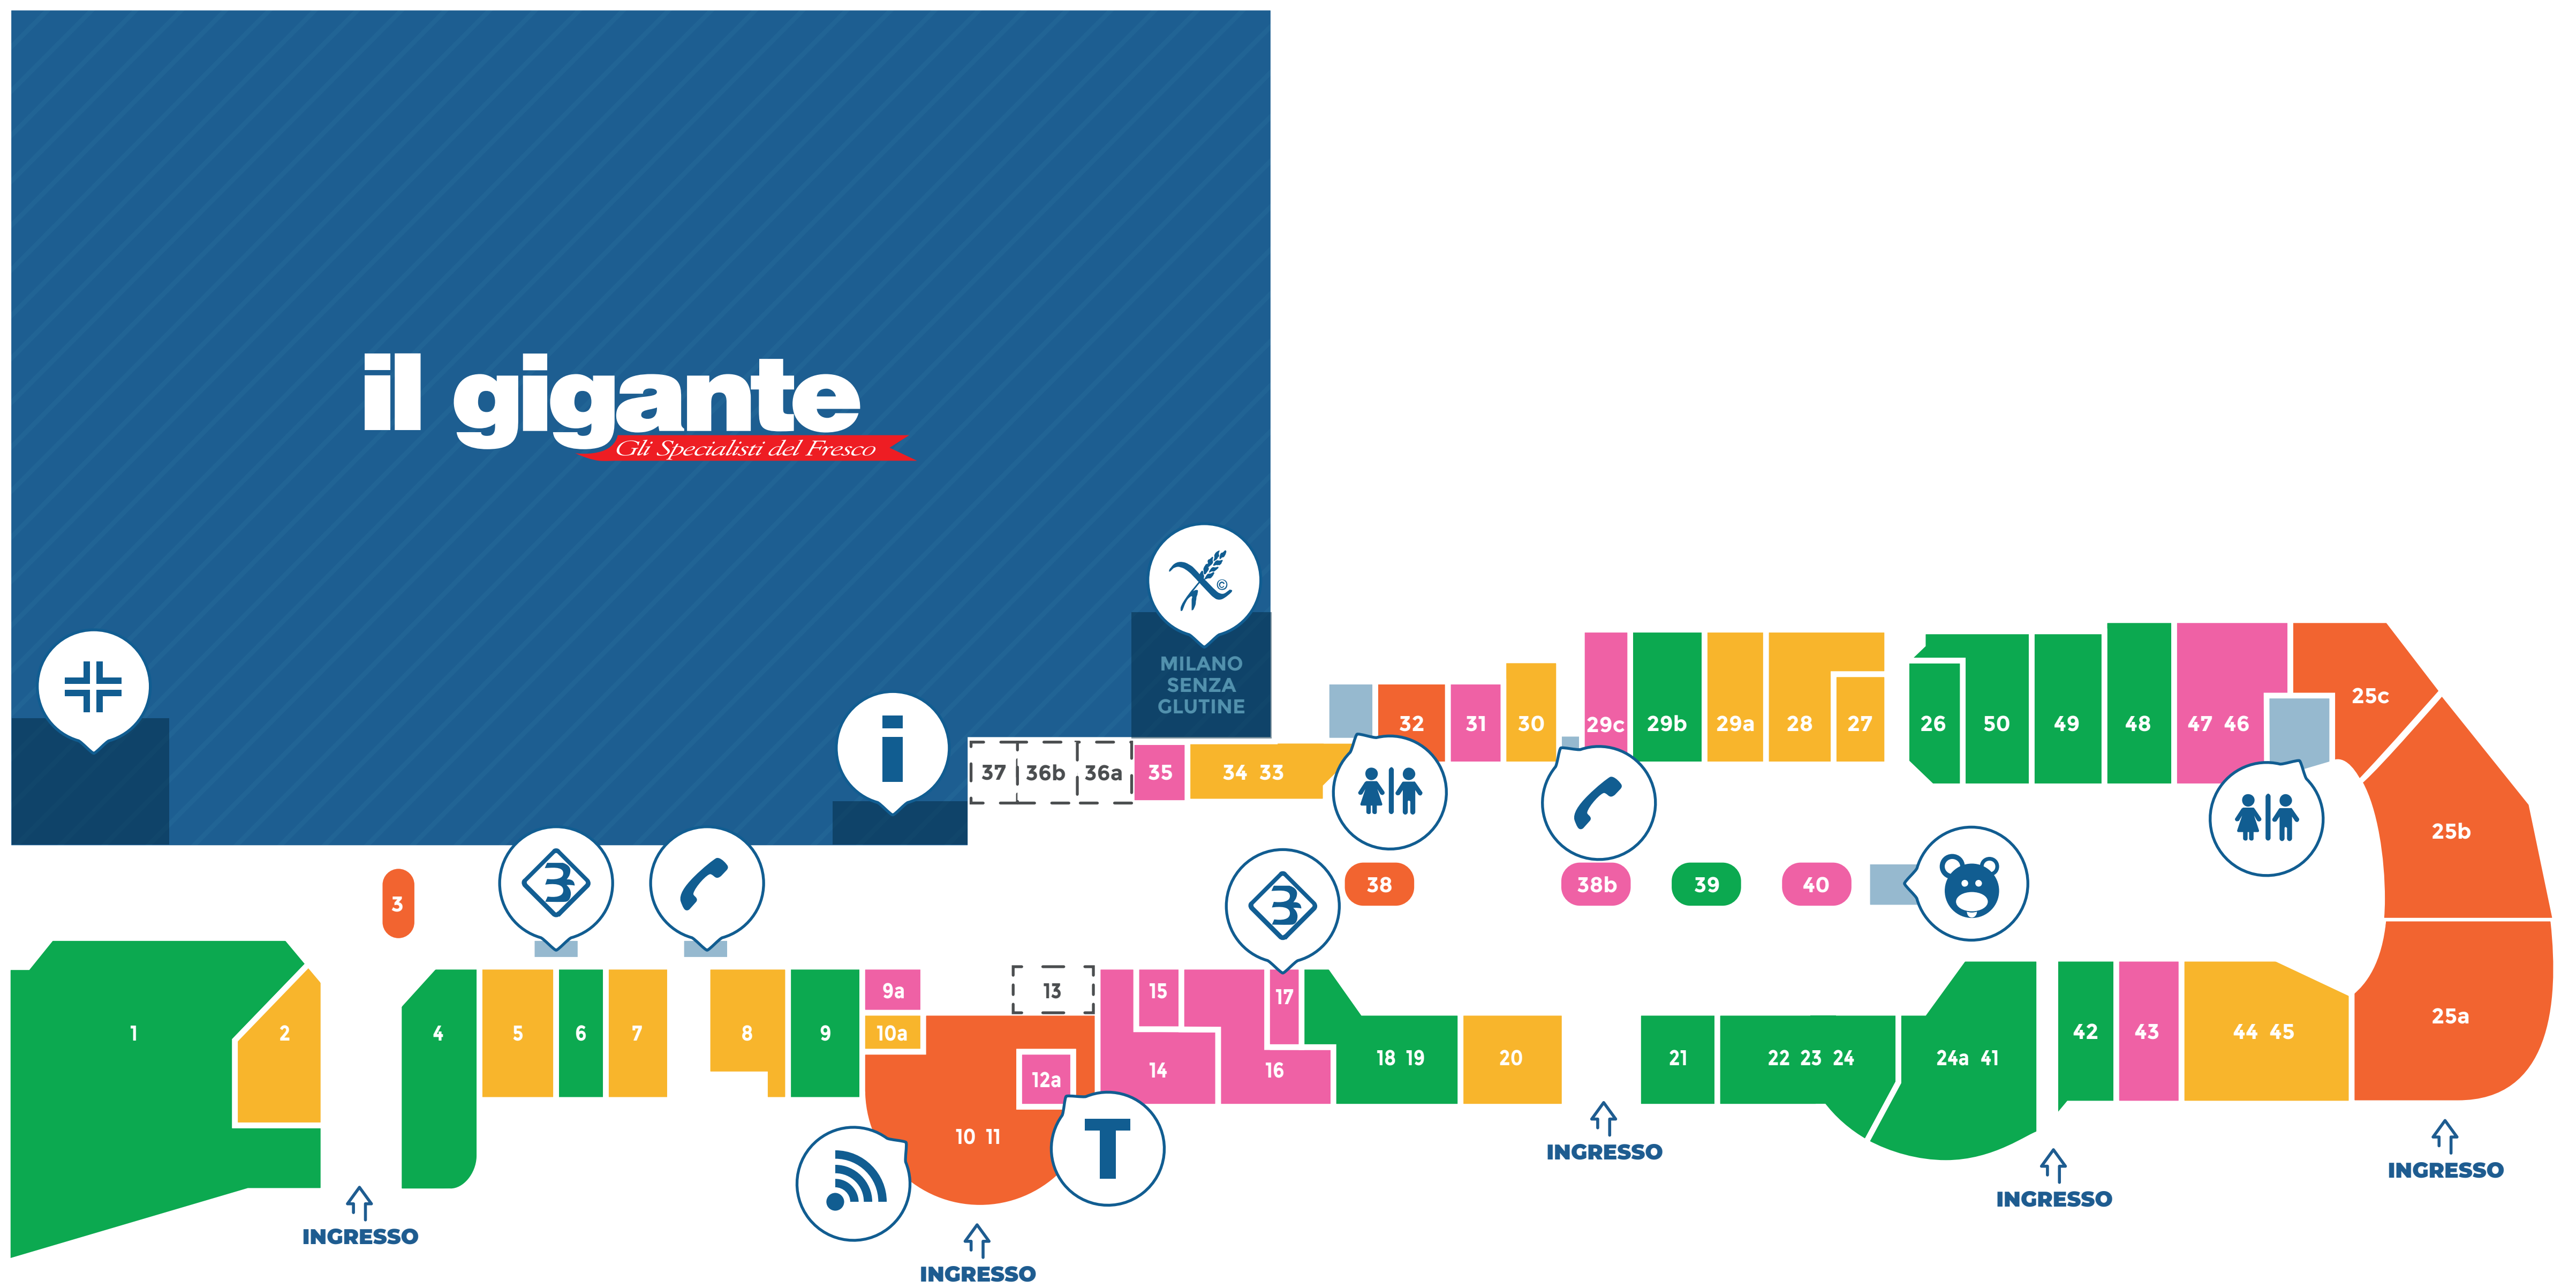 il gigante
Gli Specialisti del Fresco
©
MILANO
SENZA
GLUTINE
i
37 36b 36a 35 34 33
32 31 30 29c 29b 29a 28 27
26 50 49 48 47 46 25c
25b
25a
3
3
3
38 38b 39 40
1 2 4 5 6 7 8 9
9a
10a
13
12a
10 11
15
14
17
16
18 19
20
21
22 23 24
24a 41
42
43
44 45
T
INGRESSO
INGRESSO
INGRESSO
INGRESSO
INGRESSO